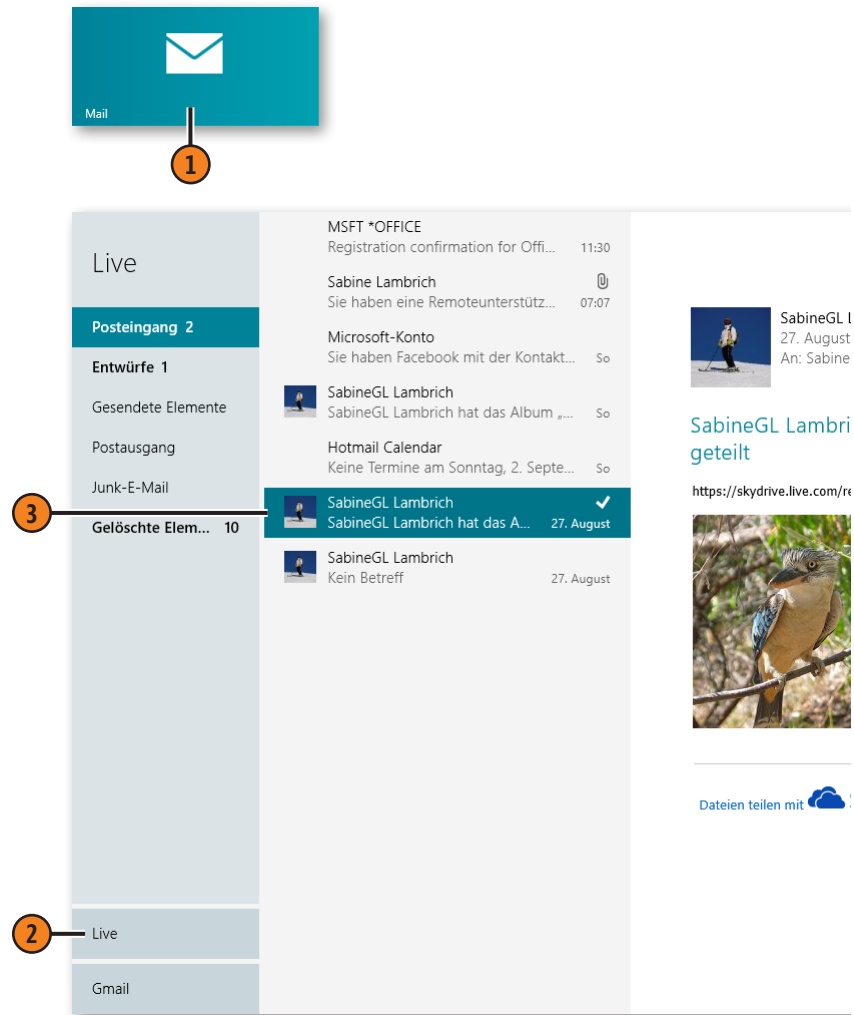 Mail
1
Live
Posteingang 2
Entwürfe 1
Gesendete Elemente
Postausgang
Junk-E-Mail
Gelöschte Elem... 10
3
2
Live
Gmail
MSFT *OFFICE
Registration confirmation for Offi... 11:30
Sabine Lambrich
Sie haben eine Remoteunterstütz... 07:07
Microsoft-Konto
Sie haben Facebook mit der Kontakt... So
SabineGL Lambrich
SabineGL Lambrich hat das Album „... So
Hotmail Calendar
Keine Termine am Sonntag, 2. Septe... So
SabineGL Lambrich
SabineGL Lambrich hat das A... 27. August
SabineGL Lambrich
Kein Betreff 27. August
SabineGL
27. August
An: Sabine
SabineGL Lambri
geteilt
https://skydrive.live.com/re
Dateien teilen mit